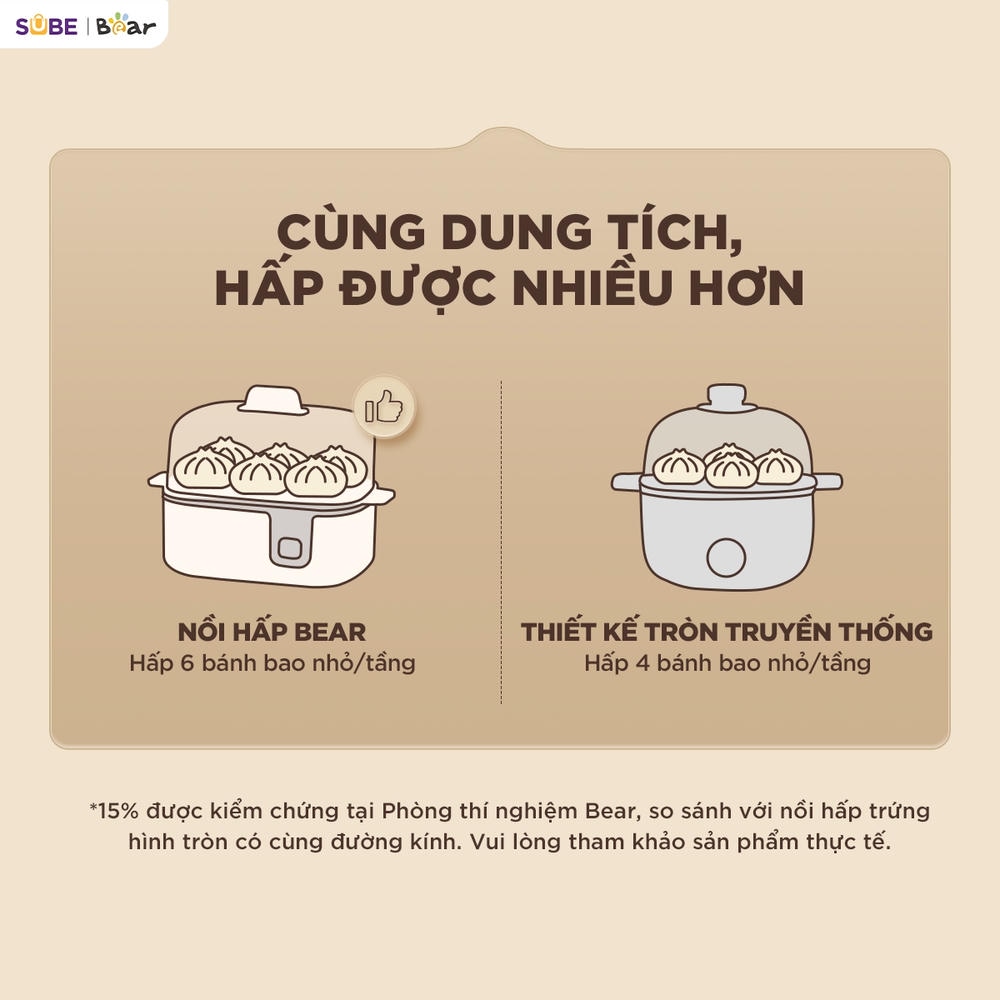 SUBE | Bear
CÙNG DUNG TÍCH,
HẤP ĐƯỢC NHIỀU HƠN
NỒI HẤP BEAR
Hấp 6 bánh bao nhỏ/tầng
THIẾT KẾ TRÒN TRUYỀN THỐNG
Hấp 4 bánh bao nhỏ/tầng
*15% được kiểm chứng tại Phòng thí nghiệm Bear, so sánh với nồi hấp trứng
hình tròn có cùng đường kính. Vui lòng tham khảo sản phẩm thực tế.